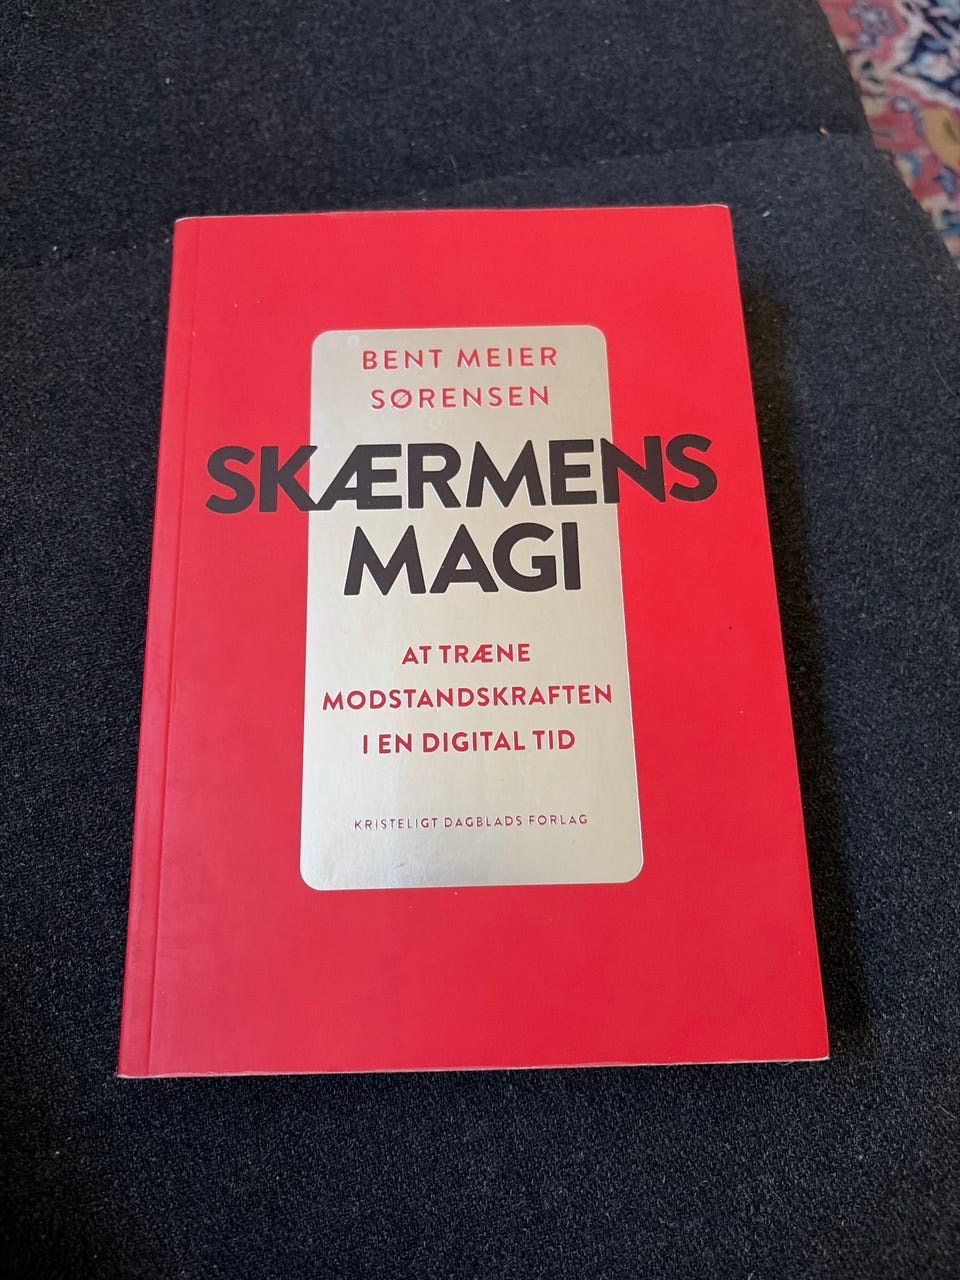 BENT MEIER
SØRENSEN
SKÆRMENS
MAGI
AT TRÆNE
MODSTANDSKRAFTEN
I EN DIGITAL TID
KRISTELIGT DAGBLADS FORLAG